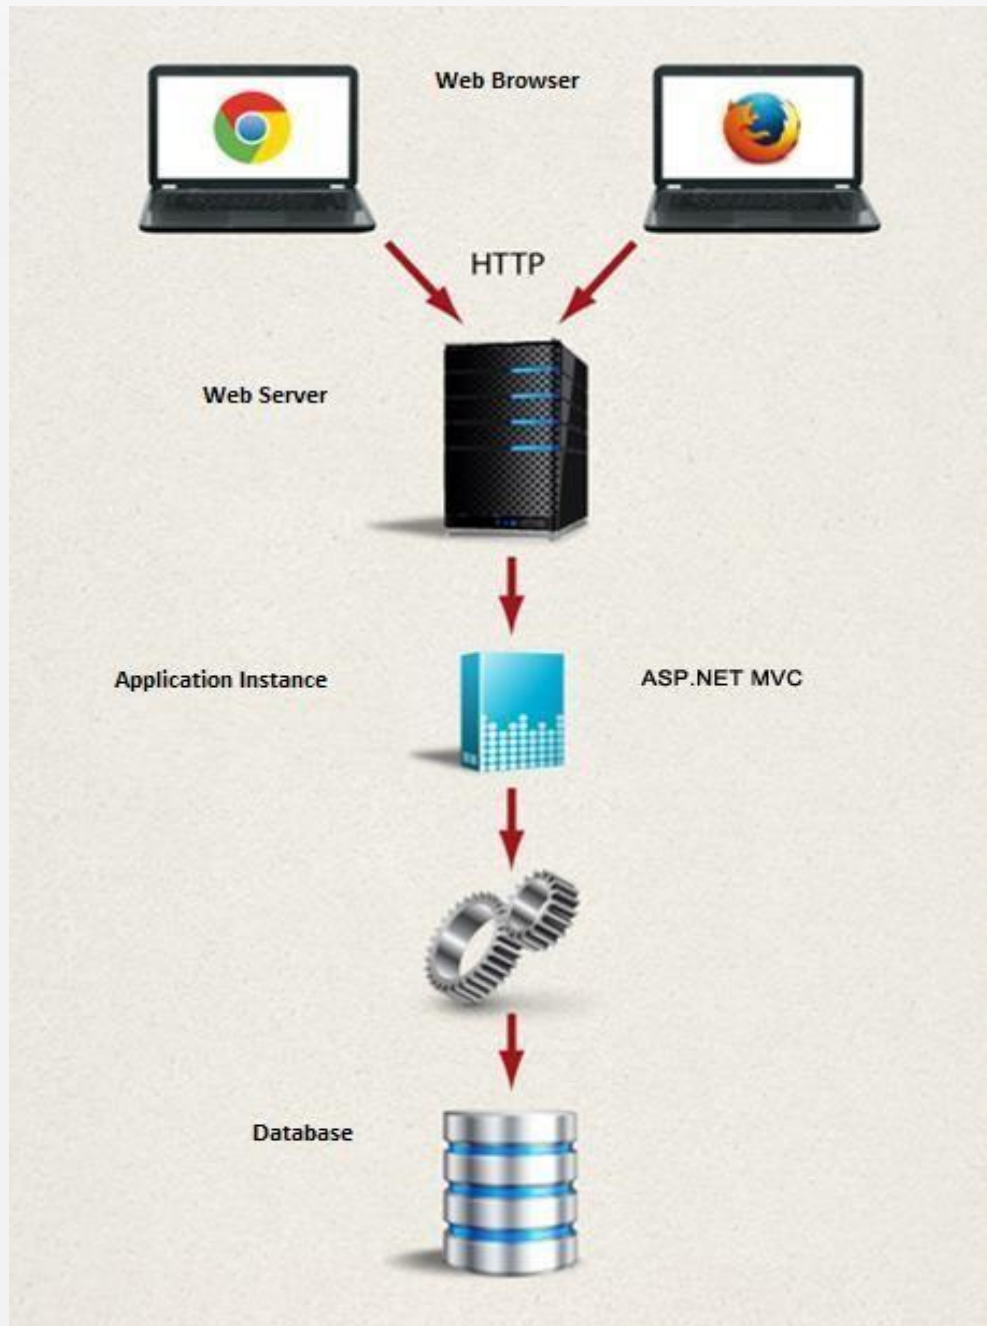 Web Browser
HTTP
Web Server
Application Instance
ASP.NET MVC
Database